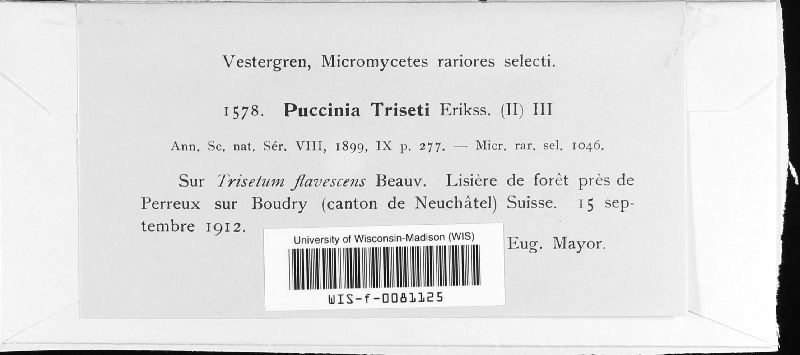 Vestergren, Micromycetes rariores selecti.
1578. Puccinia Triseti Erikss. (II) III
Ann. Sc. nat. Sér. VIII, 1899, IX p. 277. — Micr. rar. sel. 1046.
Sur Trisetum flavescens Beauv. Lisière de forêt près de
Perreux sur Boudry (canton de Neuchâtel) Suisse. 15 sep-
tembre 1912.
Eug. Mayor.
University of Wisconsin-Madison (WIS)
WIS-f-0081125